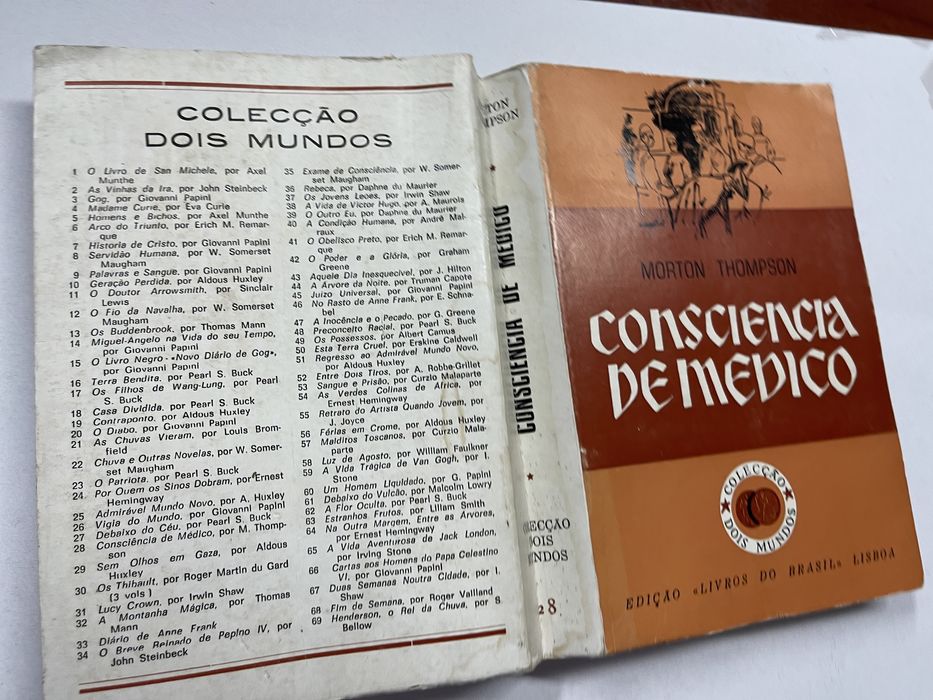 COLECÇÃO
DOIS MUNDOS
1 O Livro de San Michele, por Axel
Munthe
2 As Vinhas da Ira, por John Steinbeck
3 Gog, por Giovanni Papini
4 Madame Curie, por Eva Curie
5 Homens e Bichos, por Axel Munthe
6 Arco do Triunto, por Erich M. Remar-
que
7 História de Cristo, por Giovanni Papini
8 Servidão Humana, por W. Somerset
Maugham
9 Palavras e Sangue, por Giovanni Papini
10 Geração Perdida, por Aldous Huxley
11 O Doutor Arrowsmith, por Sinclair
Lewis
12 O Fio da Navalha, por W. Somerset
Maugham
13 Os Buddenbrook, por Thomas Mann
14 Miguel-Angelo na Vida do seu Tempo,
por Giovanni Papini
15 O Livro Negro - «Novo Diário de Gog»,
por Giovanni Papini
16 Terra Bendita, por Pearl S. Buck
17 Os Filhos de Wang-Lung, por Pearl
S. Buck
18 Casa Dividida, por Pearl S. Buck
19 Contraponto, por Aldous Huxley
20 O Diabo, por Giovanni Papini
21 As Chuvas Vieram, por Louis Brom-
field
22 Chuva e Outras Novelas, por W. Somer-
set Maugham
23 O Patriota, por Pearl S. Buck
24 Por Quem os Sinos Dobram, por Ernest
Hemingway
25 Admirável Mundo Novo, por A. Huxley
26 Vigia do Mundo, por Giovanni Papini
27 Debaixo do Céu, por Pearl S. Buck
28 Consciência de Médico, por M. Thomp-
son
29 Sem Olhos em Gaza, por Aldous
Huxley
30 Os Thibault, por Roger Martin du Gard
(3 vols)
31 Lucy Crown, por Irwin Shaw
32 A Montanha Mágica, por Thomas
Mann
33 Diário de Anne Frank
34 O Breve Reinado de Pepino IV, por
John Steinbeck
35 Exame de Consciência, por W. Somer-
set Maugham
36 Rebeca, por Daphne du Maurier
37 Os Jovens Leões, por Irwin Shaw
38 A Vida de Victor Hugo, por A. Maurois
39 O Outro Eu, por Daphne du Maurier
40 A Condição Humana, por André Mal-
raux
41 O Obelisco Preto, por Erich M. Remar-
que
42 O Poder e a Glória, por Graham
Greene
43 Aquele Dia Inesquecível, por J. Hilton
44 A Árvore da Noite, por Truman Capote
45 Juízo Universal, por Giovanni Papini
46 No Rasto de Anne Frank, por E. Schna-
bel
47 A Inocência e o Pecado, por G. Greene
48 Preconceito Racial, por Pearl S. Buck
49 Os Possessos, por Albert Camus
50 Esta Terra Cruel, por Erskine Caldwell
51 Regresso ao Admirável Mundo Novo,
por Aldous Huxley
52 Entre Dois Tiros, por A. Robbe-Grillet
53 Sangue e Prisão, por Curzio Malaparte
54 As Verdes Colinas de África, por
Ernest Hemingway
55 Retrato do Artista Quando Jovem, por
J. Joyce
56 Férias em Crome, por Aldous Huxley
57 Malditos Toscanos, por Curzio Mala-
parte
58 Luz de Agosto, por William Faulkner
59 A Vida Trágica de Van Gogh, por I.
Stone
60 Um Homem Liquidado, por G. Papini
61 Debaixo do Vulcão, por Malcolm Lowry
62 A Flor Oculta, por Pearl S. Buck
63 Estranhos Frutos, por Lilliam Smith
64 Na Outra Margem, Entre as Árvores,
por Ernest Hemingway
65 A Vida Aventurosa de Jack London,
por Irving Stone
66 Cartas aos Homens do Papa Celestino
VI, por Giovanni Papini
67 Duas Semanas Noutra Cidade, por I.
Shaw
68 Fim de Semana, por Roger Vailland
69 Henderson, o Rei da Chuva, por S.
Bellow
CONSCIENCIA DE MEDICO
DOIS
28
MORTON THOMPSON
CONSCIENCIA
DE MEDICO
COLECÇÃO
DOIS MUNDOS
EDIÇÃO «LIVROS DO BRASIL» LISBOA